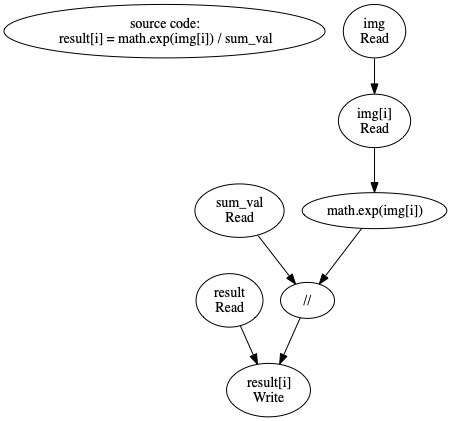 source code:
result[i] = math.exp(img[i]) / sum_val
img
Read
img[i]
Read
math.exp(img[i])
sum_val
Read
result
Read
//
result[i]
Write